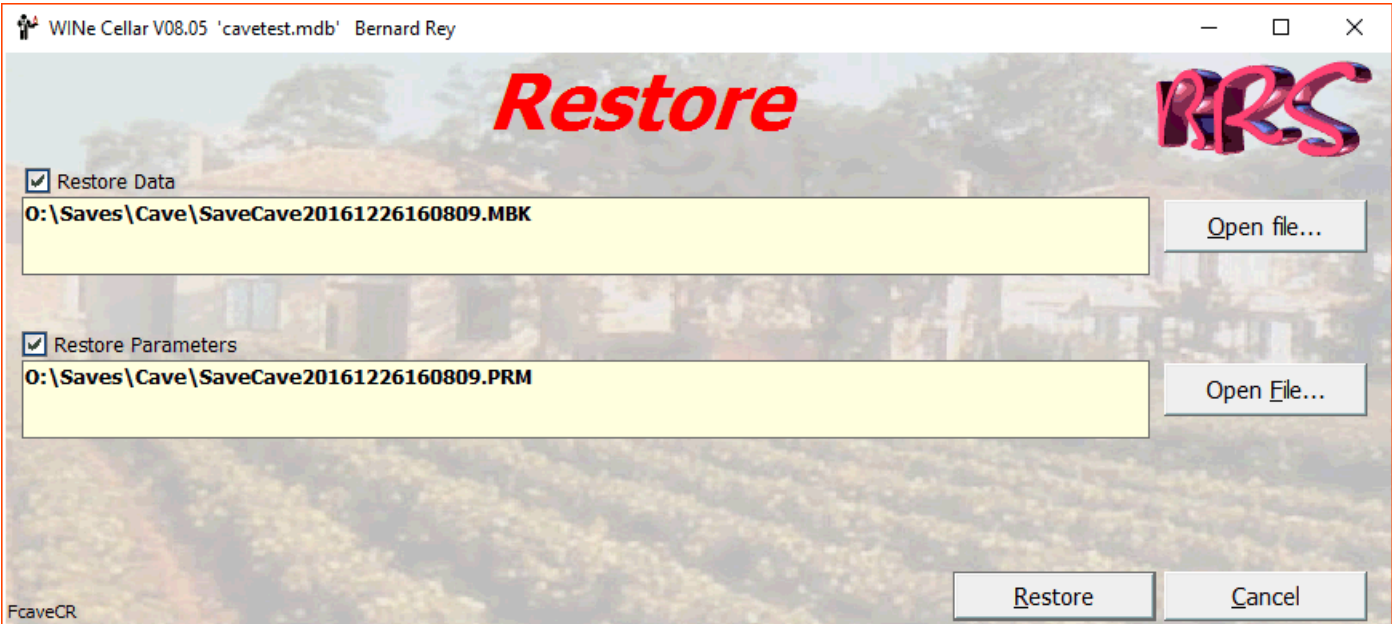 WINe Cellar V08.05 'cavetest.mdb' Bernard Rey
Restore
RRS
Restore Data
O:\Saves\Cave\SaveCave20161226160809.MBK
Open file...
Restore Parameters
O:\Saves\Cave\SaveCave20161226160809.PRM
Open File...
Restore
Cancel
FcaveCR